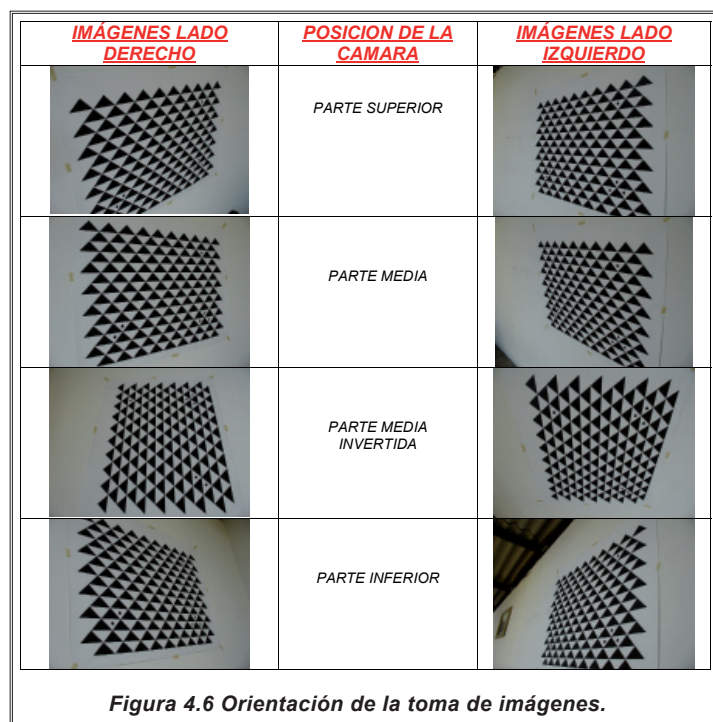 IMÁGENES LADO
DERECHO
POSICION DE LA
CAMARA
IMÁGENES LADO
IZQUIERDO
PARTE SUPERIOR
PARTE MEDIA
PARTE MEDIA
INVERTIDA
PARTE INFERIOR
Figura 4.6 Orientación de la toma de imágenes.